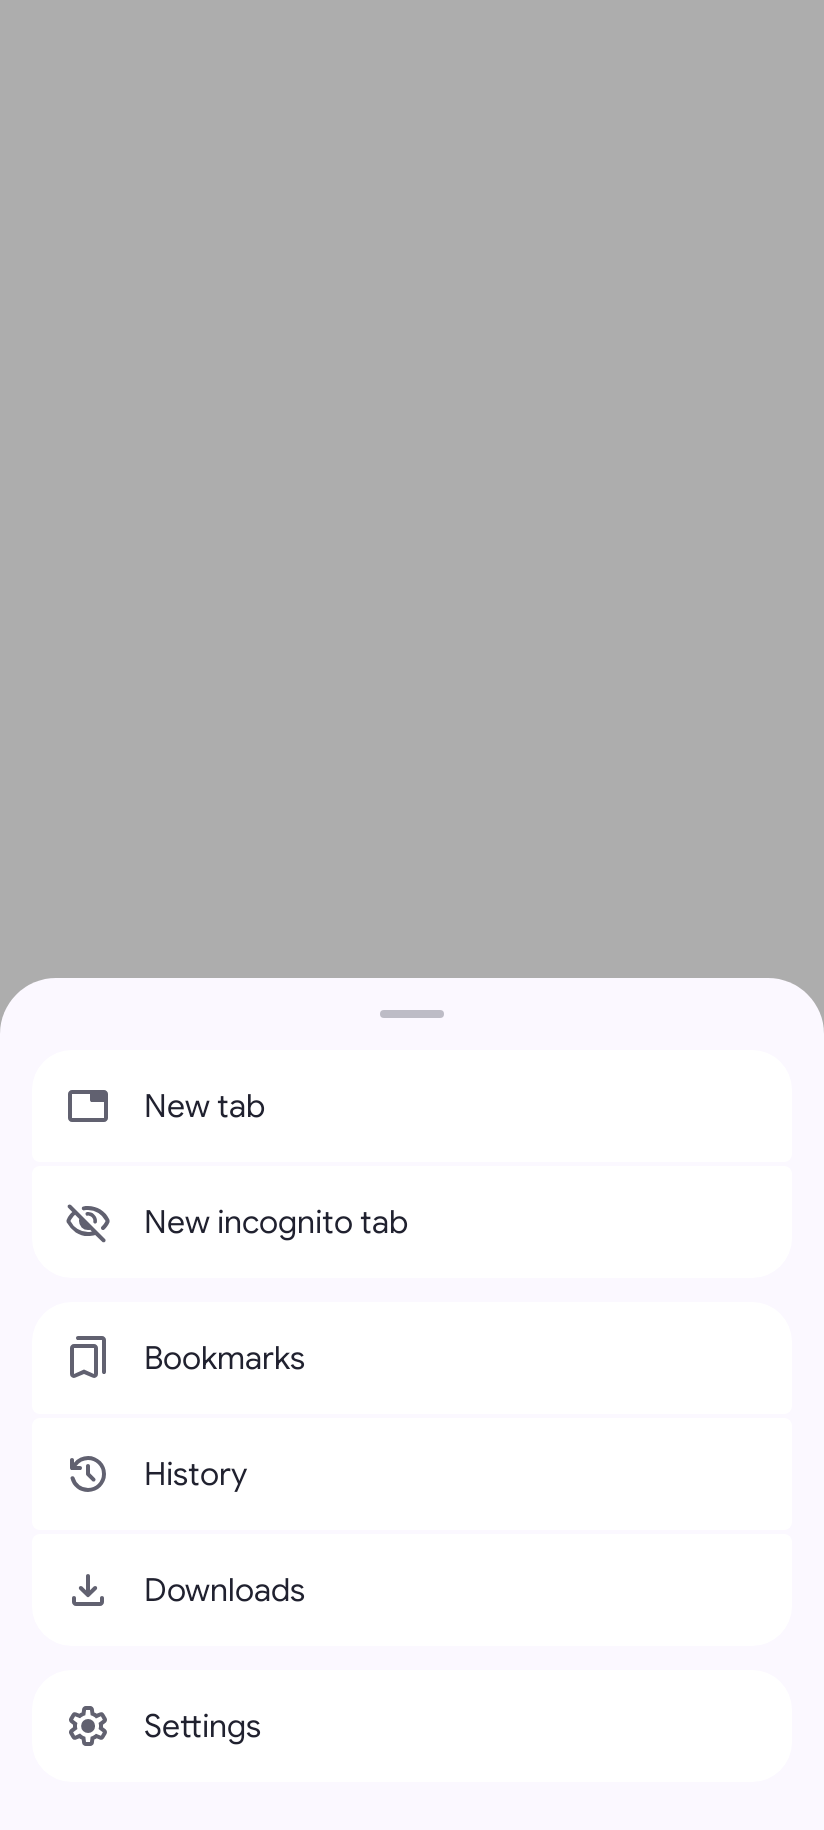 New tab
New incognito tab
Bookmarks
History
Downloads
Settings